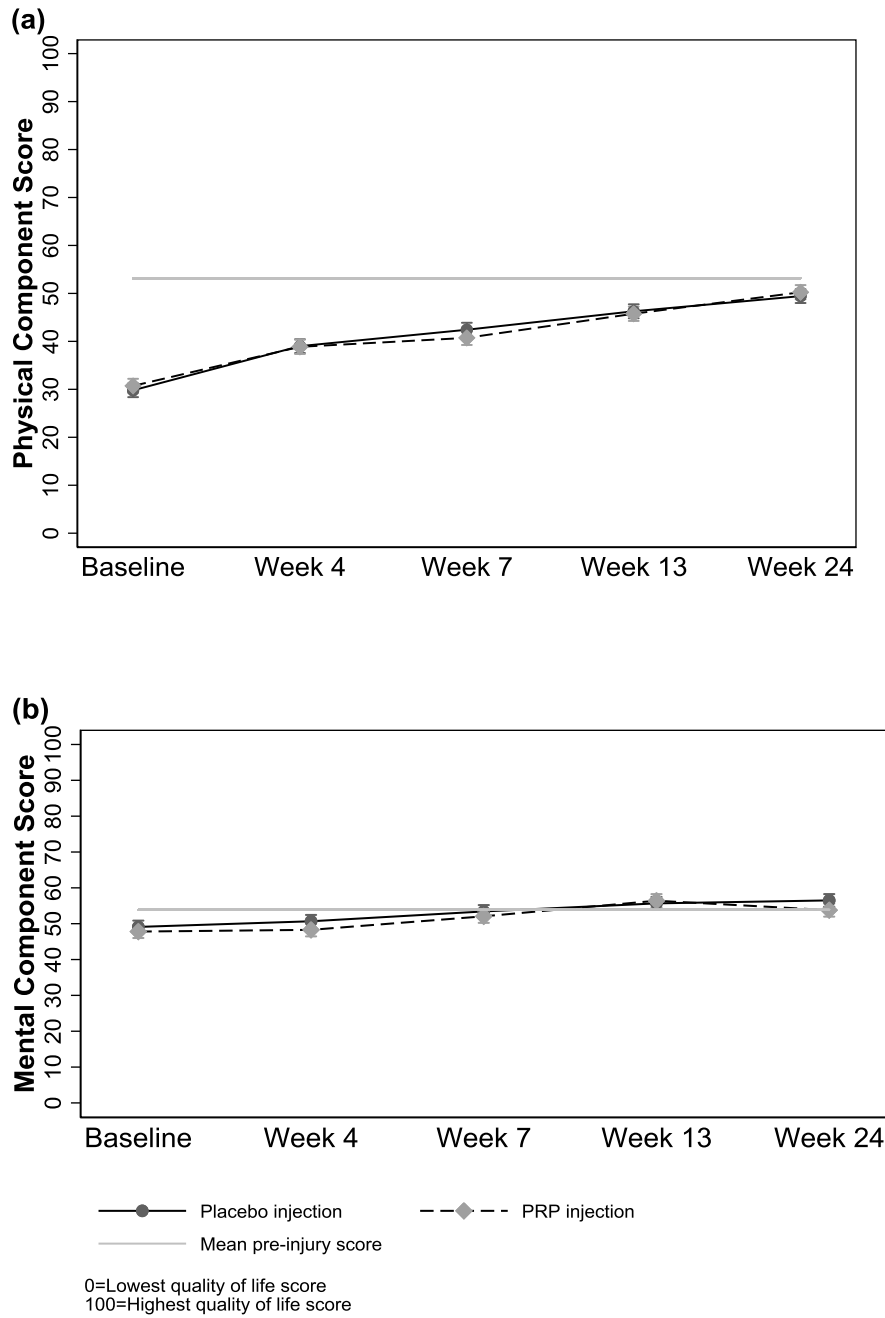 (a)
Physical Component Score
100
90
80
70
60
50
40
30
20
10
0
Baseline Week 4 Week 7 Week 13 Week 24
(b)
Mental Component Score
100
90
80
70
60
50
40
30
20
10
0
Baseline Week 4 Week 7 Week 13 Week 24
Placebo injection PRP injection
Mean pre-injury score
0=Lowest quality of life score
100=Highest quality of life score